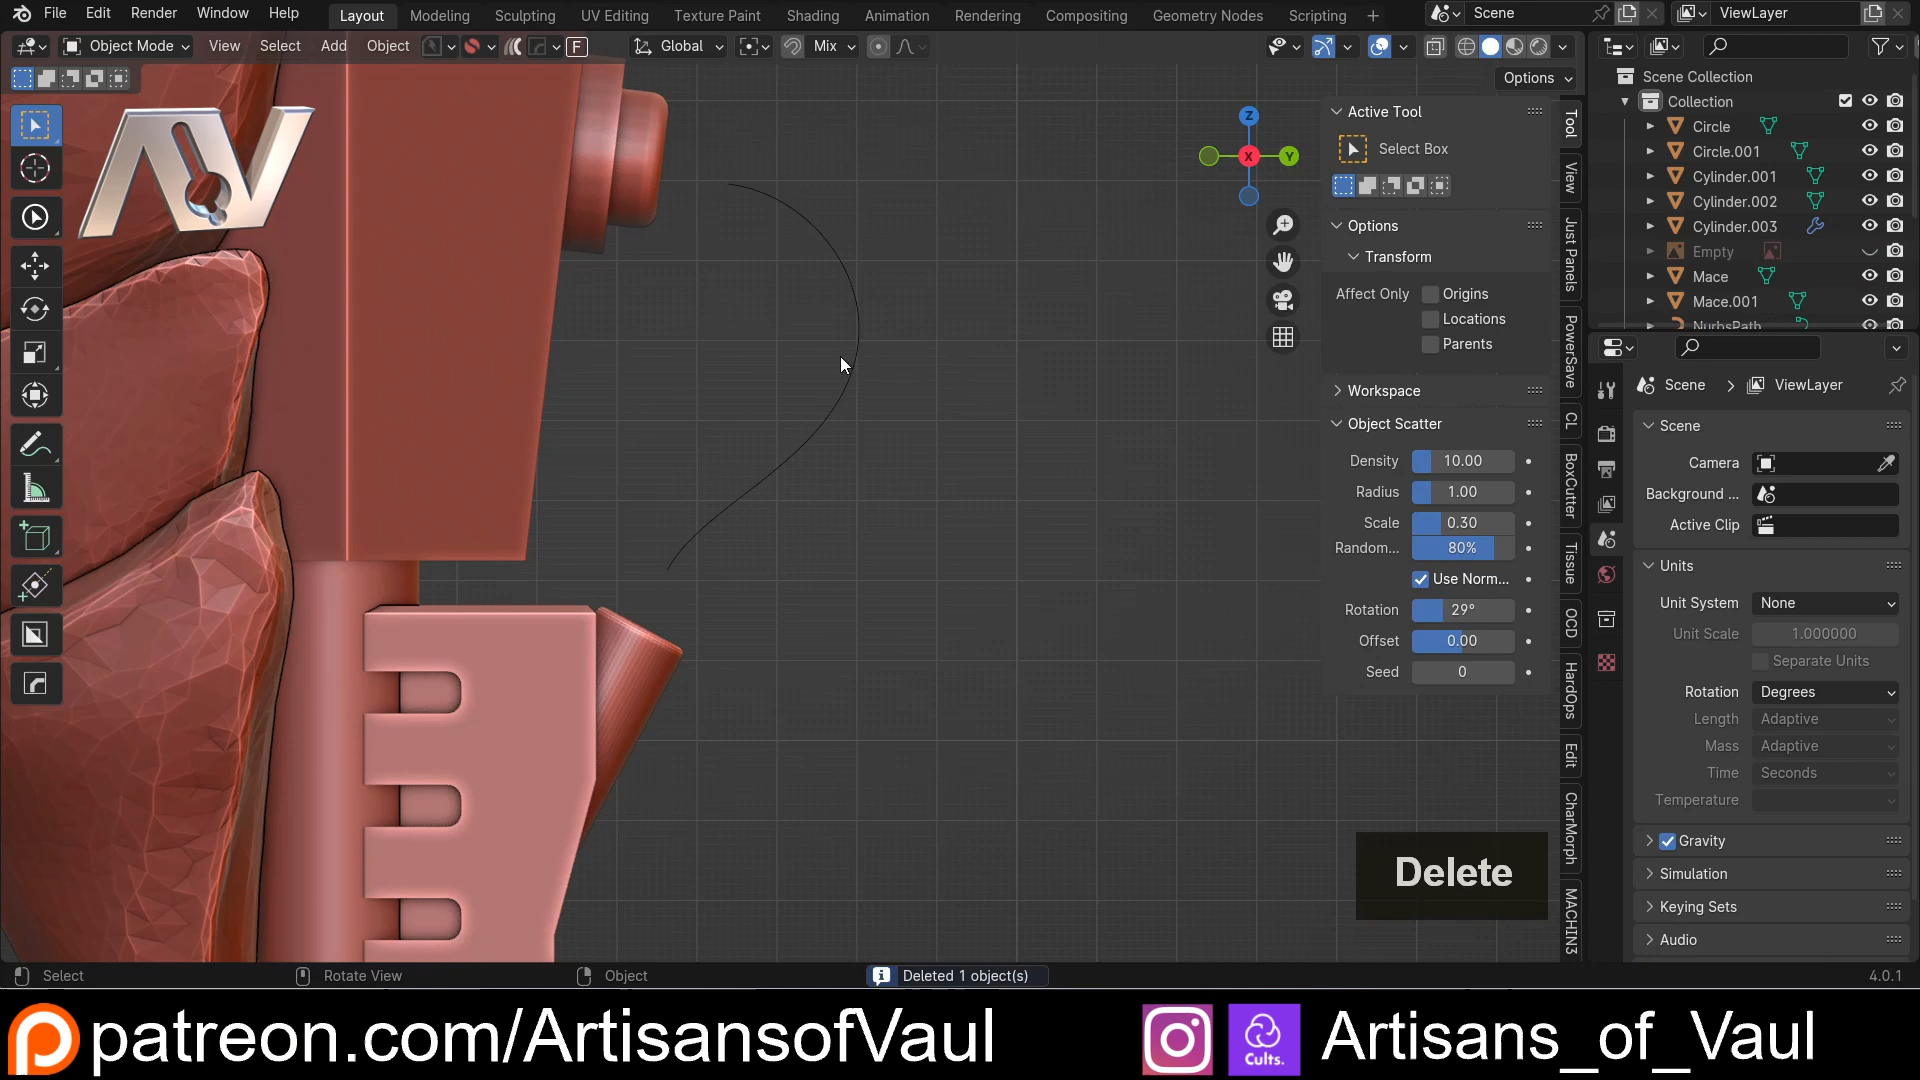 File Edit Render Window Help Layout Modeling Sculpting UV Editing Texture Paint Shading Animation Rendering Compositing Geometry Nodes Scripting + Scene ViewLayer
Object Mode View Select Add Object F Global Mix
Options
Z
Y
X
Active Tool
Select Box
Options
Transform
Affect Only Origins
Locations
Parents
Workspace
Object Scatter
Density 10.00
Radius 1.00
Scale 0.30
Random... 80%
Use Norm...
Rotation 29°
Offset 0.00
Seed 0
Tool
View
Just Panels
PowerSave
CL
BoxCutter
Tissue
OCD
HardOps
Edit
CharMorph
MACHIN3
Scene Collection
Collection
Circle
Circle.001
Cylinder.001
Cylinder.002
Cylinder.003
Empty
Mace
Mace.001
NurbsPath
Scene > ViewLayer
Scene
Camera
Background ...
Active Clip
Units
Unit System None
Unit Scale 1.000000
Separate Units
Rotation Degrees
Length Adaptive
Mass Adaptive
Time Seconds
Temperature
Gravity
Simulation
Keying Sets
Audio
Delete
Select Rotate View Object Deleted 1 object(s) 4.0.1
patreon.com/ArtisansofVaul Cults. Artisans_of_Vaul